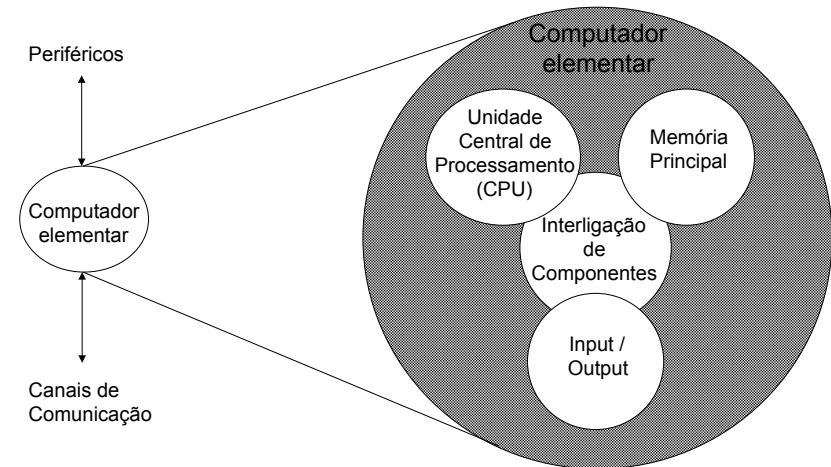 Periféricos
Computador
elementar
Canais de
Comunicação
Computador
elementar
Unidade
Central de
Processamento
(CPU)
Memória
Principal
Interligação
de
Componentes
Input /
Output